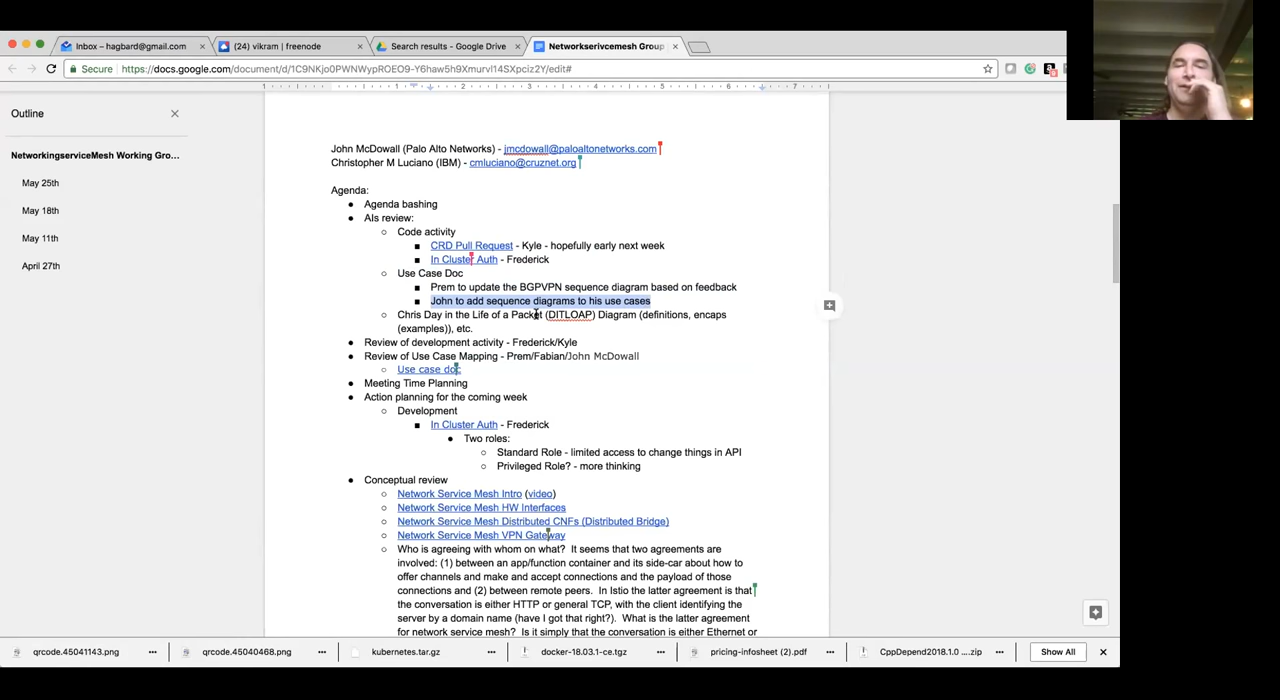 Inbox - hagbard@gmail.com
(24) vikram | freenode
Search results - Google Drive
Networkserivcemesh Group
Secure
https://docs.google.com/document/d/1C9NKjo0PWNWypROEO9-Y6haw5h9Xmurvl14SXpciz2Y/edit#
1 1 2 3 4 5 6 7
Outline
NetworkingserviceMesh Working Gro...
May 25th
May 18th
May 11th
April 27th
John McDowall (Palo Alto Networks) - jmcdowall@paloaltonetworks.com
Christopher M Luciano (IBM) - cmluciano@cruznet.org
Agenda:
● Agenda bashing
● AIs review:
○ Code activity
■ CRD Pull Request - Kyle - hopefully early next week
■ In Cluster Auth - Frederick
○ Use Case Doc
■ Prem to update the BGPVPN sequence diagram based on feedback
■ John to add sequence diagrams to his use cases
○ Chris Day in the Life of a Packet (DITLOAP) Diagram (definitions, encaps
(examples)), etc.
● Review of development activity - Frederick/Kyle
● Review of Use Case Mapping - Prem/Fabian/John McDowall
○ Use case doc
● Meeting Time Planning
● Action planning for the coming week
○ Development
■ In Cluster Auth - Frederick
● Two roles:
○ Standard Role - limited access to change things in API
○ Privileged Role? - more thinking
● Conceptual review
○ Network Service Mesh Intro (video)
○ Network Service Mesh HW Interfaces
○ Network Service Mesh Distributed CNFs (Distributed Bridge)
○ Network Service Mesh VPN Gateway
○ Who is agreeing with whom on what? It seems that two agreements are
involved: (1) between an app/function container and its side-car about how to
offer channels and make and accept connections and the payload of those
connections and (2) between remote peers. In Istio the latter agreement is that
the conversation is either HTTP or general TCP, with the client identifying the
server by a domain name (have I got that right?). What is the latter agreement
for network service mesh? Is it simply that the conversation is either Ethernet or
qrcode.45041143.png
qrcode.45040468.png
kubernetes.tar.gz
docker-18.03.1-ce.tgz
pricing-infosheet (2).pdf
CppDepend2018.1.0 ....zip
Show All